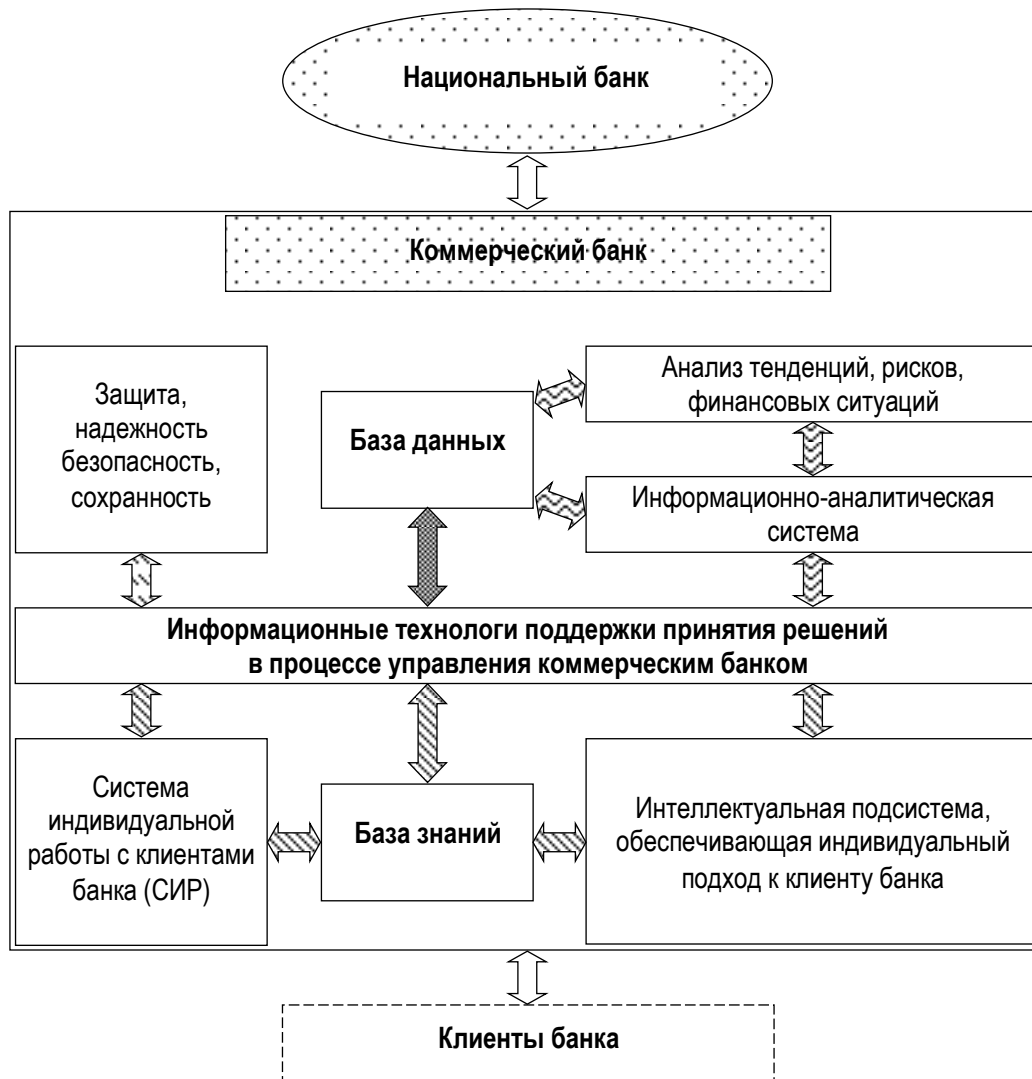 Национальный банк
Коммерческий банк
Защита,
надежность
безопасность,
сохранность
База данных
Анализ тенденций, рисков,
финансовых ситуаций
Информационно-аналитическая
система
Информационные технологи поддержки принятия решений
в процессе управления коммерческим банком
Система
индивидуальной
работы с клиентами
банка (СИР)
База знаний
Интеллектуальная подсистема,
обеспечивающая индивидуальный
подход к клиенту банка
Клиенты банка